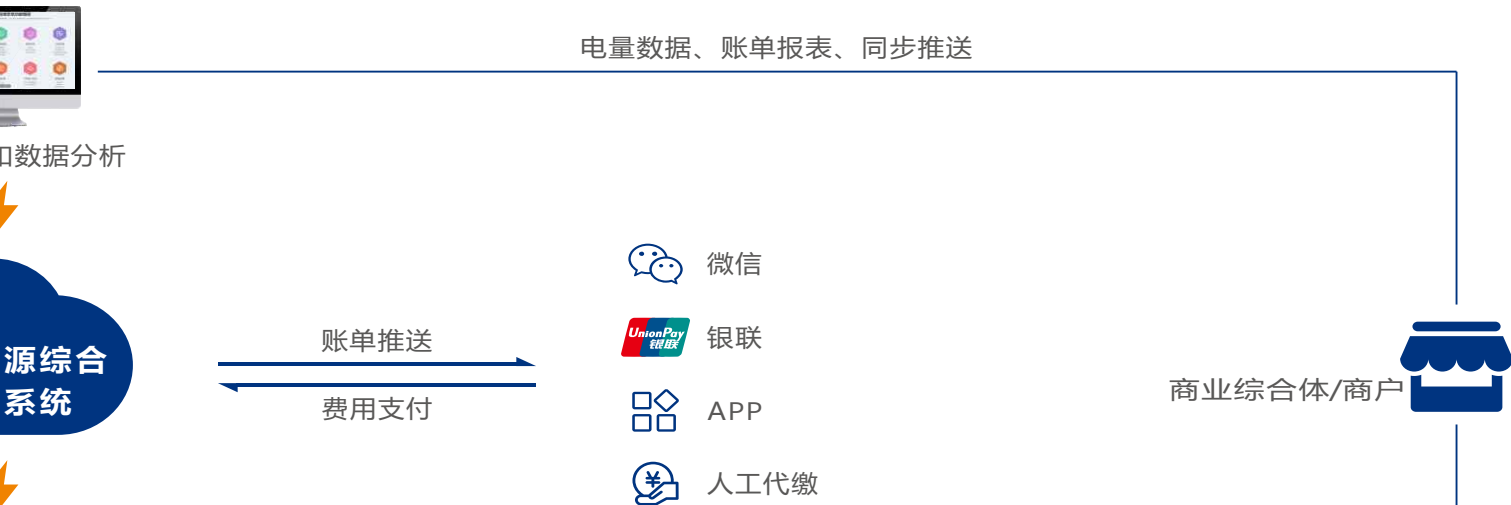 电量数据、账单报表、同步推送
数据分析
微信
UnionPay
银联
银联
账单推送
源综合
系统
费用支付
APP
商业综合体/商户
人工代缴